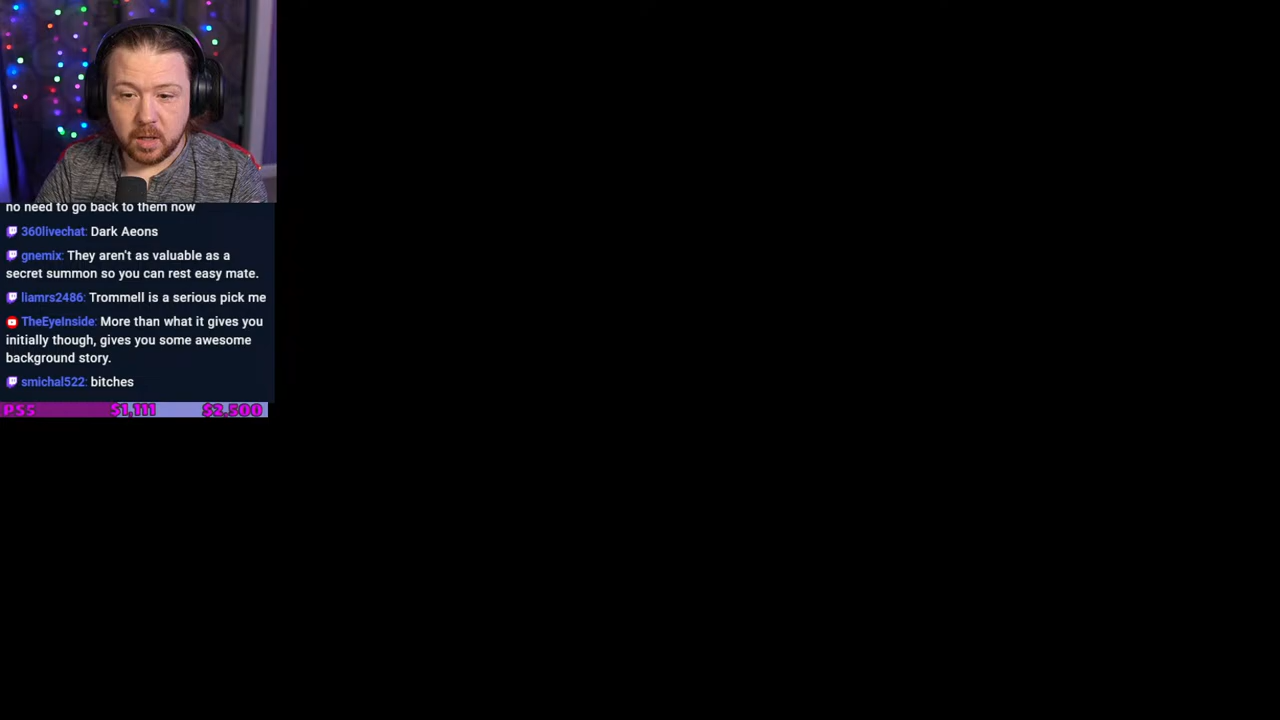 no need to go back to them now
360livechat: Dark Aeons
gnemix: They aren't as valuable as a
secret summon so you can rest easy mate.
liamrs2486: Trommell is a serious pick me
TheEyeInside: More than what it gives you
initially though, gives you some awesome
background story.
smichal522: bitches
PS5 $1,111 $2,500